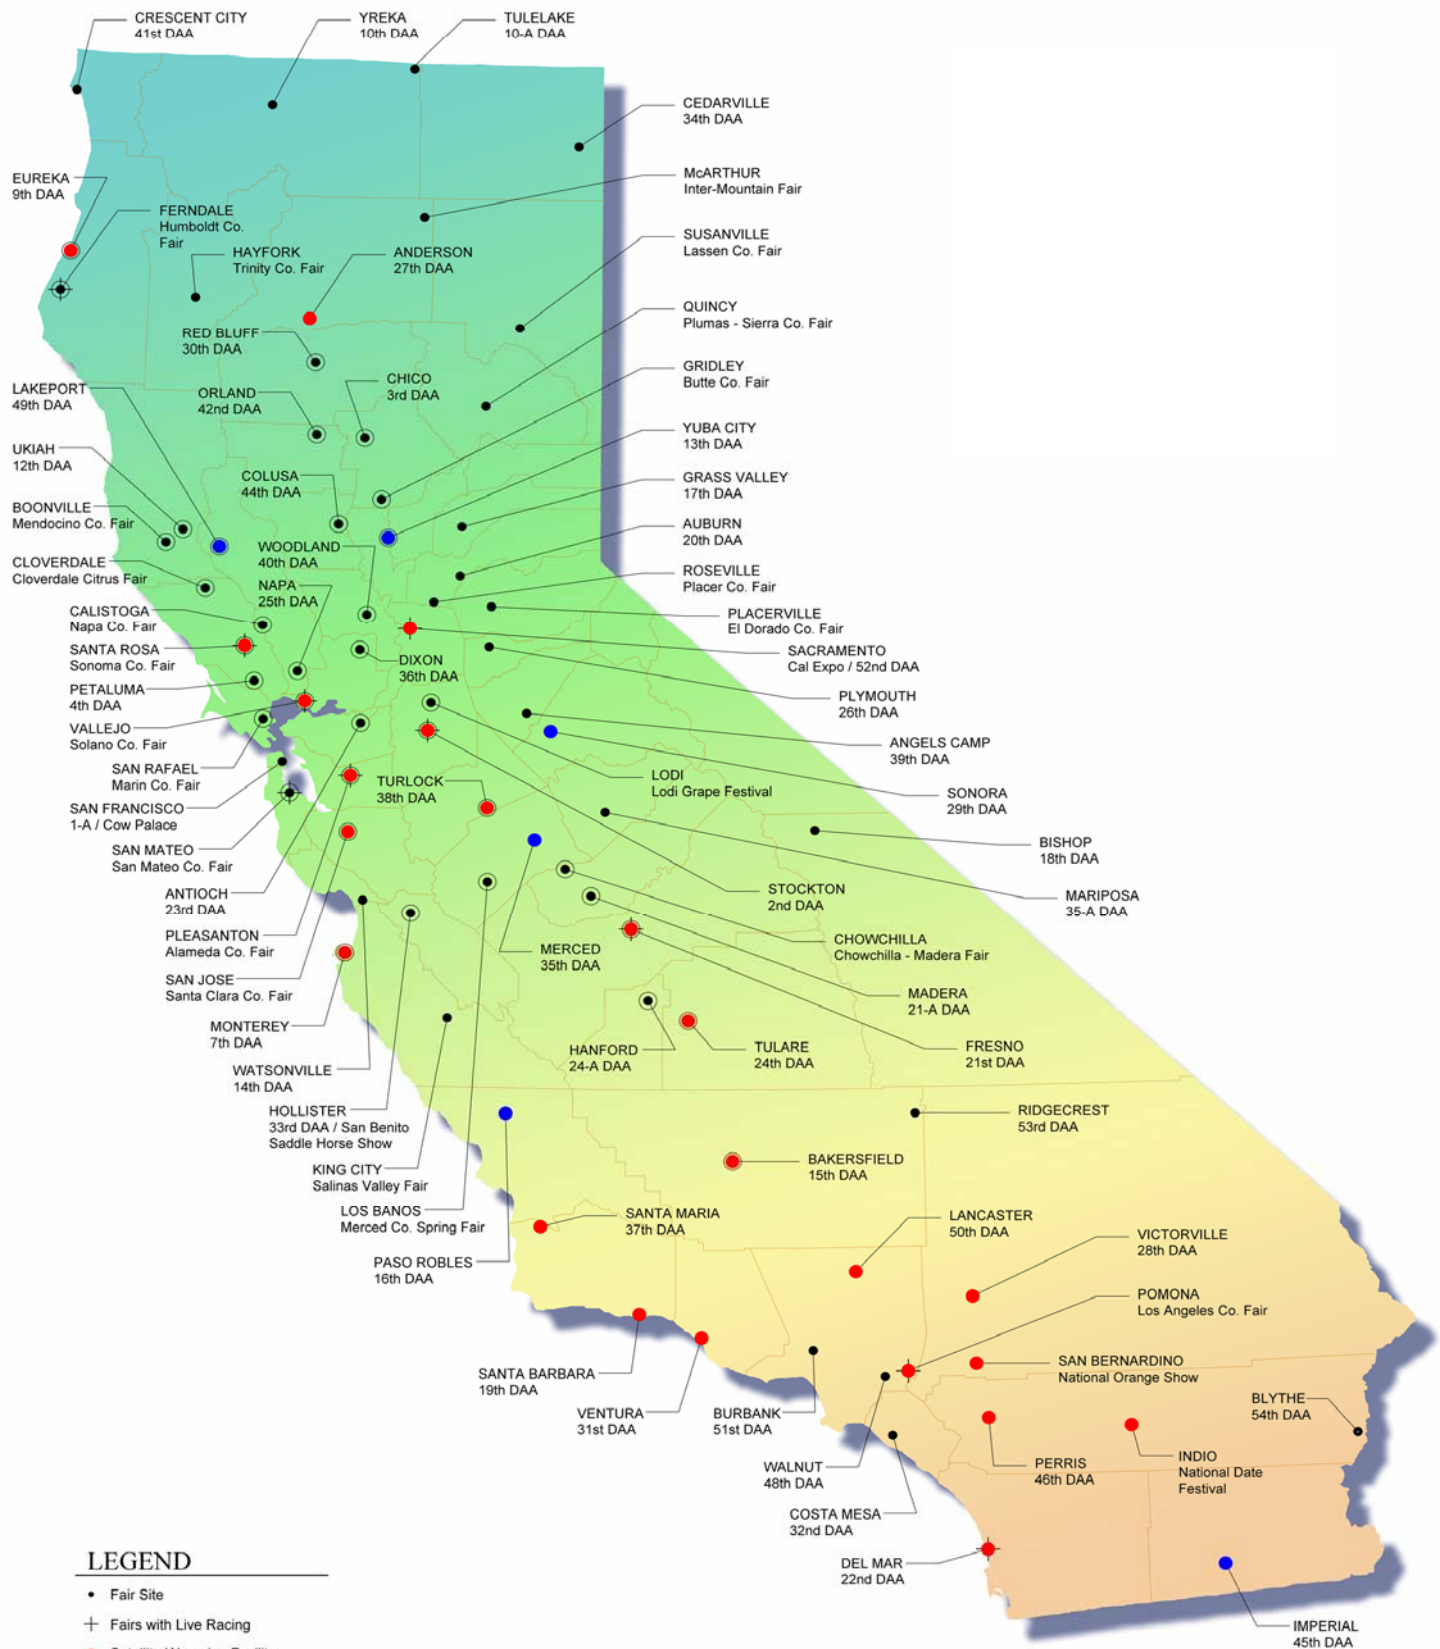 CRESCENT CITY
41st DAA
YREKA
10th DAA
TULELAKE
10-A DAA
CEDARVILLE
34th DAA
McARTHUR
Inter-Mountain Fair
EUREKA
9th DAA
FERNDALE
Humboldt Co.
Fair
HAYFORK
Trinity Co. Fair
ANDERSON
27th DAA
SUSANVILLE
Lassen Co. Fair
QUINCY
Plumas - Sierra Co. Fair
RED BLUFF
30th DAA
GRIDLEY
Butte Co. Fair
LAKEPORT
49th DAA
ORLAND
42nd DAA
CHICO
3rd DAA
YUBA CITY
13th DAA
UKIAH
12th DAA
COLUSA
44th DAA
GRASS VALLEY
17th DAA
BOONVILLE
Mendocino Co. Fair
AUBURN
20th DAA
WOODLAND
40th DAA
CLOVERDALE
Cloverdale Citrus Fair
ROSEVILLE
Placer Co. Fair
NAPA
25th DAA
CALISTOGA
Napa Co. Fair
PLACERVILLE
El Dorado Co. Fair
SANTA ROSA
Sonoma Co. Fair
DIXON
36th DAA
SACRAMENTO
Cal Expo / 52nd DAA
PETALUMA
4th DAA
PLYMOUTH
26th DAA
VALLEJO
Solano Co. Fair
ANGELS CAMP
39th DAA
SAN RAFAEL
Marin Co. Fair
TURLOCK
38th DAA
LODI
Lodi Grape Festival
SONORA
29th DAA
SAN FRANCISCO
1-A / Cow Palace
SAN MATEO
San Mateo Co. Fair
BISHOP
18th DAA
ANTIOCH
23rd DAA
STOCKTON
2nd DAA
MARIPOSA
35-A DAA
PLEASANTON
Alameda Co. Fair
MERCED
35th DAA
CHOWCHILLA
Chowchilla - Madera Fair
SAN JOSE
Santa Clara Co. Fair
MADERA
21-A DAA
MONTEREY
7th DAA
HANFORD
24-A DAA
TULARE
24th DAA
FRESNO
21st DAA
WATSONVILLE
14th DAA
HOLLISTER
33rd DAA / San Benito
Saddle Horse Show
RIDGECREST
53rd DAA
KING CITY
Salinas Valley Fair
BAKERSFIELD
15th DAA
LOS BANOS
Merced Co. Spring Fair
SANTA MARIA
37th DAA
LANCASTER
50th DAA
VICTORVILLE
28th DAA
PASO ROBLES
16th DAA
POMONA
Los Angeles Co. Fair
SANTA BARBARA
19th DAA
SAN BERNARDINO
National Orange Show
VENTURA
31st DAA
BURBANK
51st DAA
BLYTHE
54th DAA
WALNUT
48th DAA
PERRIS
46th DAA
INDIO
National Date
Festival
COSTA MESA
32nd DAA
DEL MAR
22nd DAA
IMPERIAL
45th DAA
LEGEND
Fair Site
Fairs with Live Racing